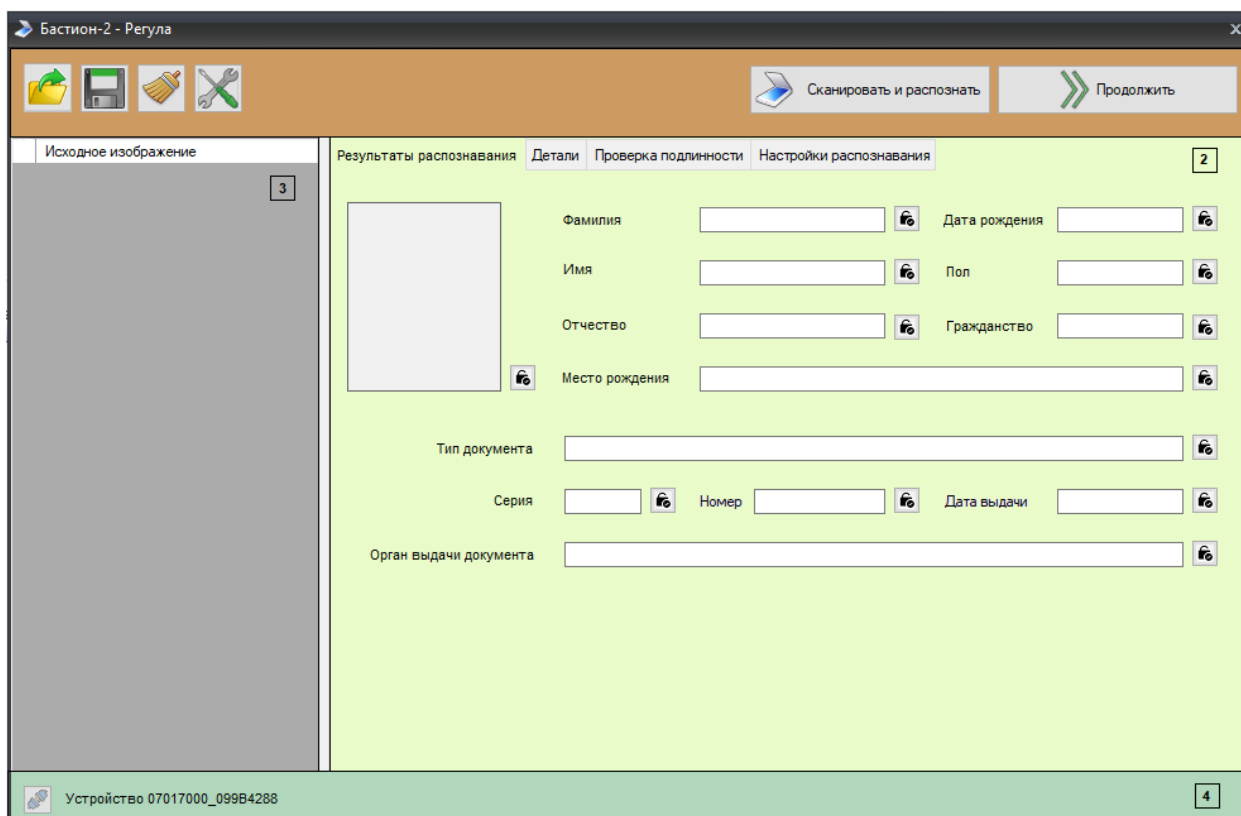 Бастион-2 - Регула
x
Сканировать и распознать
Продолжить
Исходное изображение
3
Результаты распознавания Детали Проверка подлинности Настройки распознавания
2
Фамилия Дата рождения
Имя Пол
Отчество Гражданство
Место рождения
Тип документа
Серия Номер Дата выдачи
Орган выдачи документа
Устройство 07017000_099B4288
4